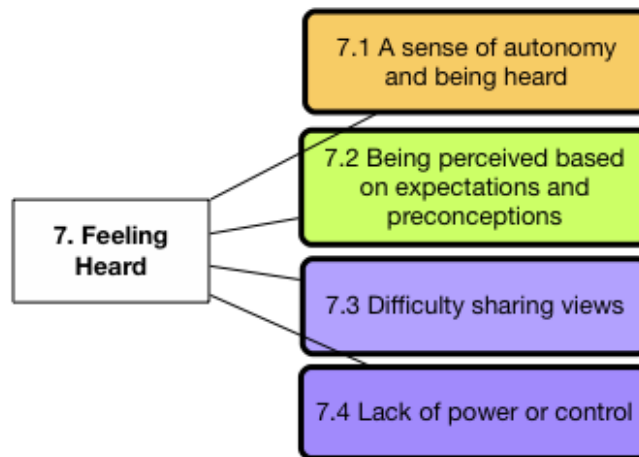 7.1 A sense of autonomy
and being heard
7.2 Being perceived based
on expectations and
preconceptions
7. Feeling
Heard
7.3 Difficulty sharing views
7.4 Lack of power or control